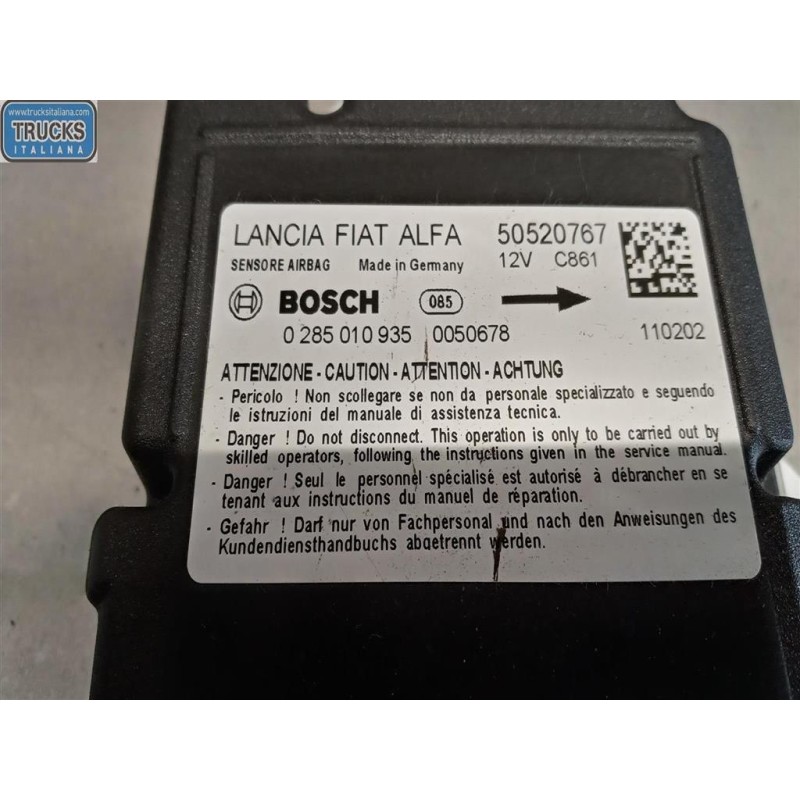 www.trucksitaliana.com
TRUCKS
ITALIANA
LANCIA FIAT ALFA 50520767
SENSORE AIRBAG Made in Germany 12V C861
BOSCH 085
0 285 010 935 0050678 110202
ATTENZIONE - CAUTION - ATTENTION - ACHTUNG
- Pericolo ! Non scollegare se non da personale specializzato e seguendo
le istruzioni del manuale di assistenza tecnica.
- Danger ! Do not disconnect. This operation is only to be carried out by
skilled operators, following the instructions given in the service manual.
- Danger ! Seul le personnel spécialisé est autorisé à débrancher en se
tenant aux instructions du manuel de réparation.
- Gefahr ! Darf nur von Fachpersonal und nach den Anweisungen des
Kundendiensthandbuchs abgetrennt werden.